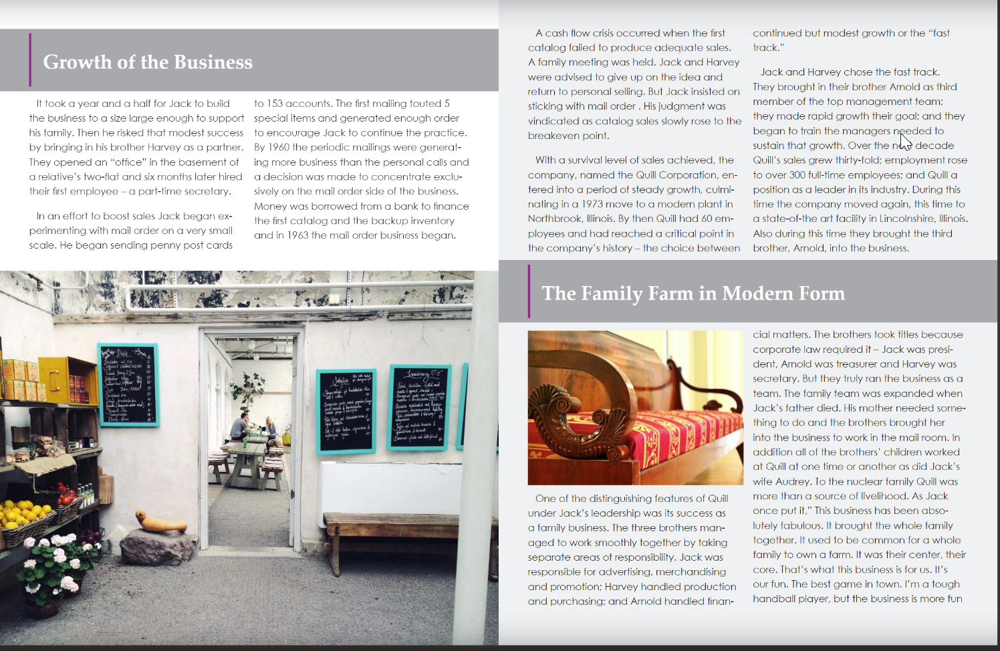 Growth of the Business
It took a year and a half for Jack to build
the business to a size large enough to support
his family. Then he risked that modest success
by bringing in his brother Harvey as a partner.
They opened an “office” in the basement of
a relative’s two-flat and six months later hired
their first employee – a part-time secretary.
In an effort to boost sales Jack began ex-
perimenting with mail order on a very small
scale. He began sending penny post cards
to 153 accounts. The first mailing touted 5
special items and generated enough order
to encourage Jack to continue the practice.
By 1960 the periodic mailings were generat-
ing more business than the personal calls and
a decision was made to concentrate exclu-
sively on the mail order side of the business.
Money was borrowed from a bank to finance
the first catalog and the backup inventory
and in 1963 the mail order business began.
A cash flow crisis occurred when the first
catalog failed to produce adequate sales.
A family meeting was held. Jack and Harvey
were advised to give up on the idea and
return to personal selling. But Jack insisted on
sticking with mail order . His judgment was
vindicated as catalog sales slowly rose to the
breakeven point.
With a survival level of sales achieved, the
company, named the Quill Corporation, en-
tered into a period of steady growth, culmi-
nating in a 1973 move to a modern plant in
Northbrook, Illinois. By then Quill had 60 em-
ployees and had reached a critical point in
the company’s history – the choice between
continued but modest growth or the “fast
track.”
Jack and Harvey chose the fast track.
They brought in their brother Arnold as third
member of the top management team;
they made rapid growth their goal; and they
began to train the managers needed to
sustain that growth. Over the next decade
Quill’s sales grew thirty-fold; employment rose
to over 300 full-time employees; and Quill a
position as a leader in its industry. During this
time the company moved again, this time to
a state-of-the art facility in Lincolnshire, Illinois.
Also during this time they brought the third
brother, Arnold, into the business.
The Family Farm in Modern Form
One of the distinguishing features of Quill
under Jack’s leadership was its success as
a family business. The three brothers man-
aged to work smoothly together by taking
separate areas of responsibility. Jack was
responsible for advertising, merchandising
and promotion; Harvey handled production
and purchasing; and Arnold handled finan-
cial matters. The brothers took titles because
corporate law required it – Jack was presi-
dent, Arnold was treasurer and Harvey was
secretary. But they truly ran the business as a
team. The family team was expanded when
Jack’s father died. His mother needed some-
thing to do and the brothers brought her
into the business to work in the mail room. In
addition all of the brothers’ children worked
at Quill at one time or another as did Jack’s
wife Audrey. To the nuclear family Quill was
more than a source of livelihood. As Jack
once put it,” This business has been abso-
lutely fabulous. It brought the whole family
together. It used to be common for a whole
family to own a farm. It was their center, their
core. That’s what this business is for us. It’s
our fun. The best game in town. I’m a tough
handball player, but the business is more fun